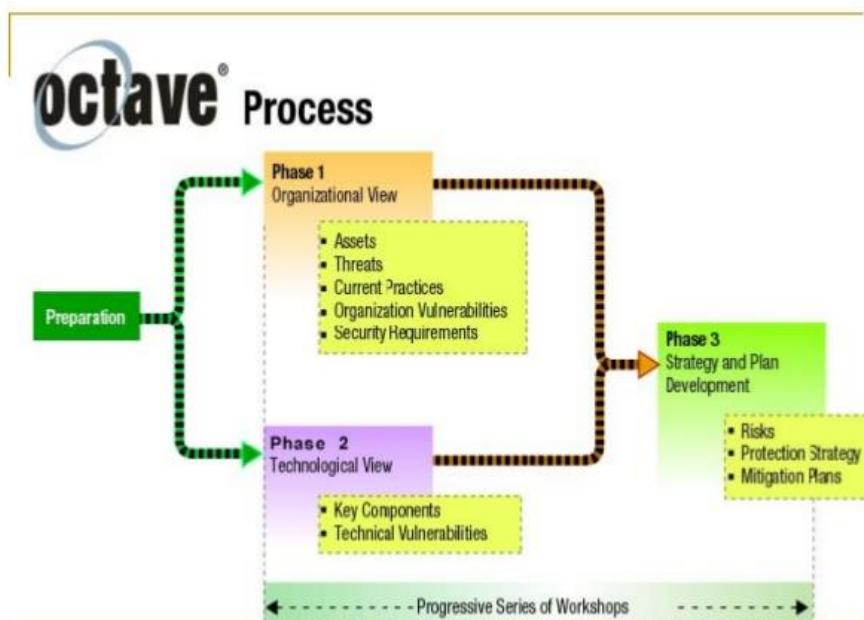 octave® Process
Phase 1
Organizational View
▪ Assets
▪ Threats
▪ Current Practices
▪ Organization Vulnerabilities
▪ Security Requirements
Preparation
Phase 3
Strategy and Plan
Development
▪ Risks
▪ Protection Strategy
▪ Mitigation Plans
Phase 2
Technological View
▪ Key Components
▪ Technical Vulnerabilities
Progressive Series of Workshops